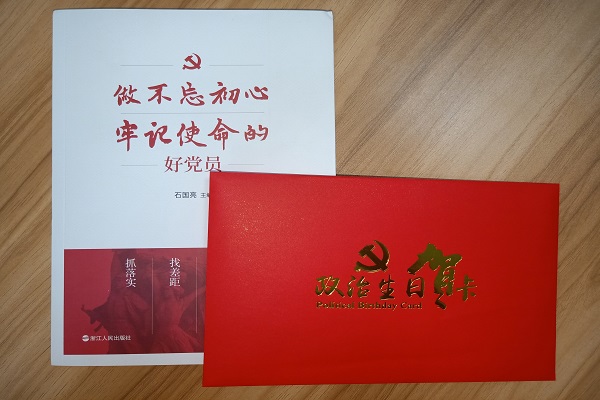 做不忘初心
牢记使命的
好党员
石国亮 主
抓落实
找差距
浙江人民出版社
政治生日贺卡
Political Birthday Card